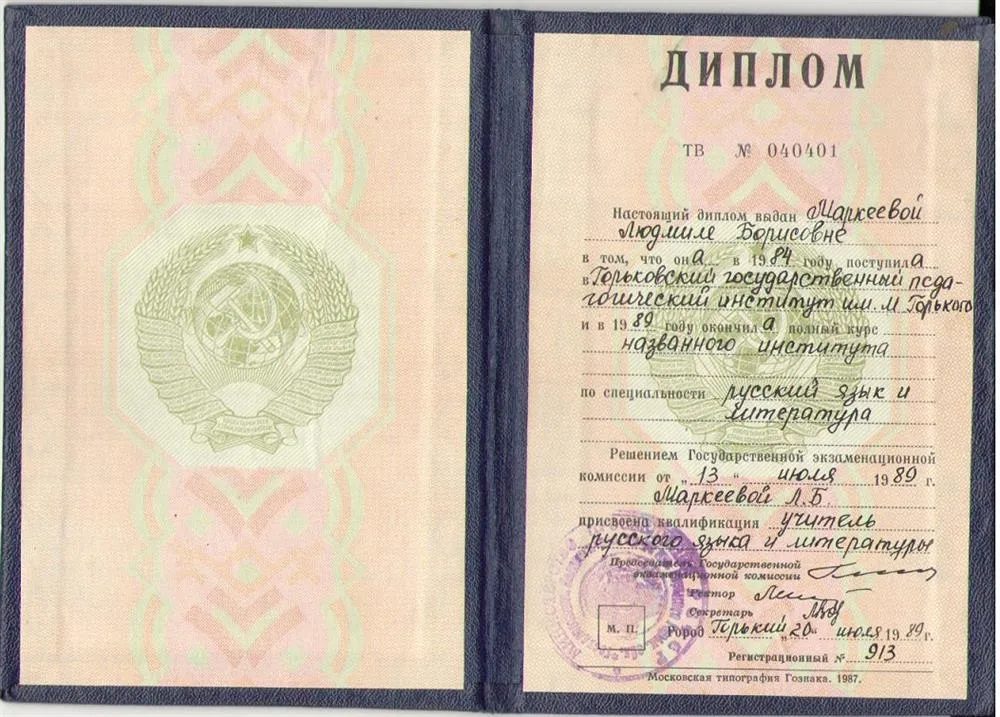 ДИПЛОМ
ТВ № 040401
Настоящий диплом выдан Маркеевой
Людмиле Борисовне
в том, что она в 1984 году поступила
в Горьковский государственный педа-
гогический институт им. М. Горького
и в 1989 году окончила полный курс
названного института
по специальности русский язык и
литература
Решением Государственной экзаменационной
комиссии от „13“ июля 1989 г.
Маркеевой Л.Б.
присвоена квалификация учитель
русского языка и литературы
Председатель Государственной
экзаменационной комиссии
Ректор
Секретарь
М. П.
Город Горький „20“ июля 1989 г.
Регистрационный № 913
Московская типография Гознака. 1987.